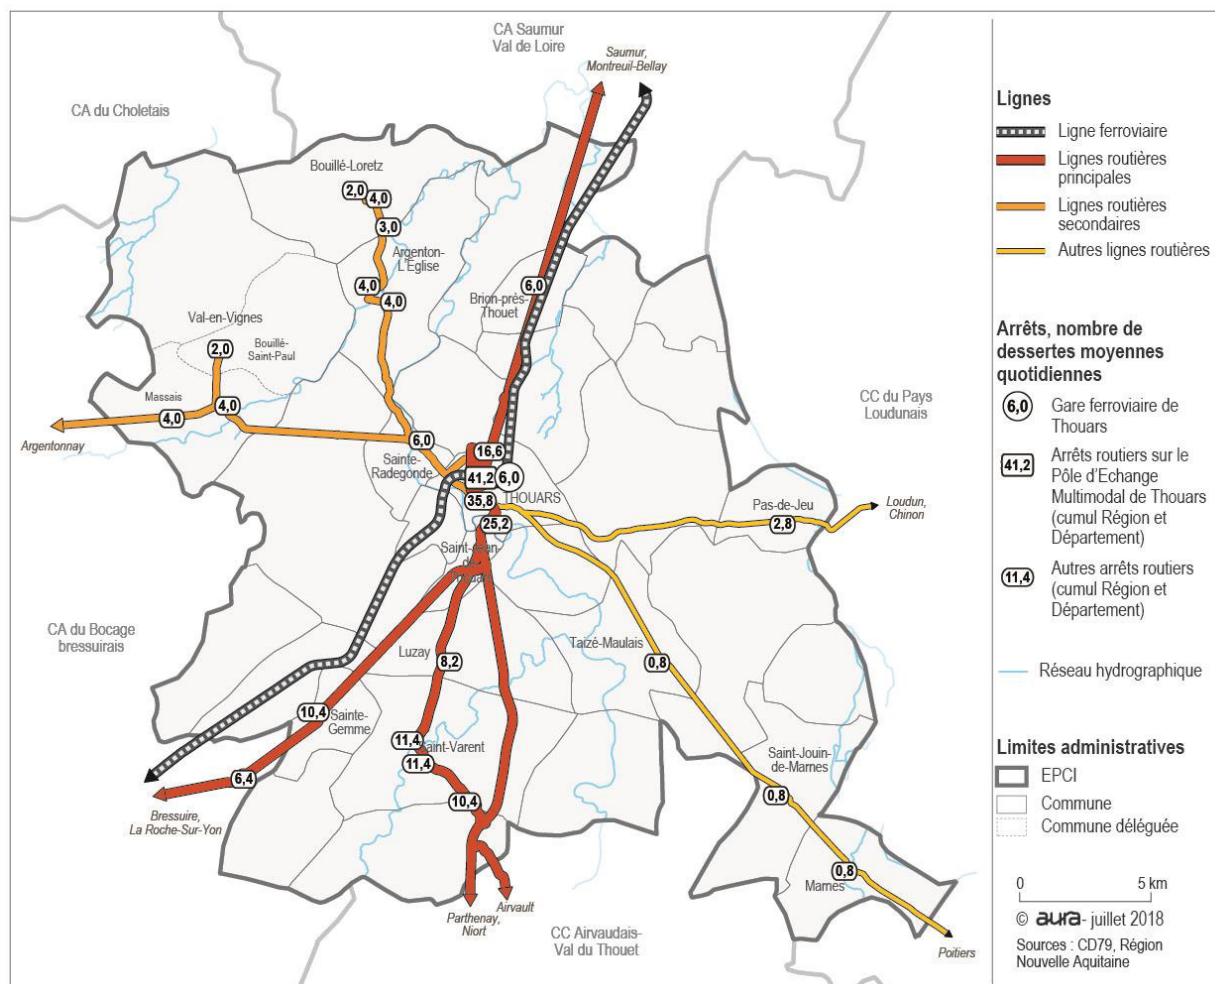 CA Saumur
Val de Loire
Saumur,
Montreuil-Bellay
CA du Choletais
Bouillé-Loretz
2,0
4,0
3,0
Argenton-
L'Eglise
4,0
4,0
6,0
Brion-près-
Thouet
Val-en-Vignes
2,0
Bouillé-
Saint-Paul
Massais
4,0
4,0
Argentonnay
CC du Pays
Loudunais
6,0
Sainte-
Radegonde
16,6
41,2
6,0
35,8
THOUARS
25,2
Pas-de-Jeu
2,8
Loudun,
Chinon
Saint-Jean-
de-
Thouars
CA du Bocage
bressuirais
Luzay
8,2
Taizé-Maulais
0,8
10,4
Sainte-
Gemme
11,4
Saint-Varent
11,4
6,4
10,4
Bressuire,
La Roche-Sur-Yon
Saint-Jouin-
de-Marnes
0,8
0,8
Marnes
Parthenay,
Niort
Airvault
CC Airvaudais-
Val du Thouet
Poitiers
Lignes
Ligne ferroviaire
Lignes routières
principales
Lignes routières
secondaires
Autres lignes routières
Arrêts, nombre de
dessertes moyennes
quotidiennes
6,0
Gare ferroviaire de
Thouars
41,2
Arrêts routiers sur le
Pôle d'Echange
Multimodal de Thouars
(cumul Région et
Département)
11,4
Autres arrêts routiers
(cumul Région et
Département)
Réseau hydrographique
Limites administratives
EPCI
Commune
Commune déléguée
0 5 km
© aura - juillet 2018
Sources : CD79, Région
Nouvelle Aquitaine